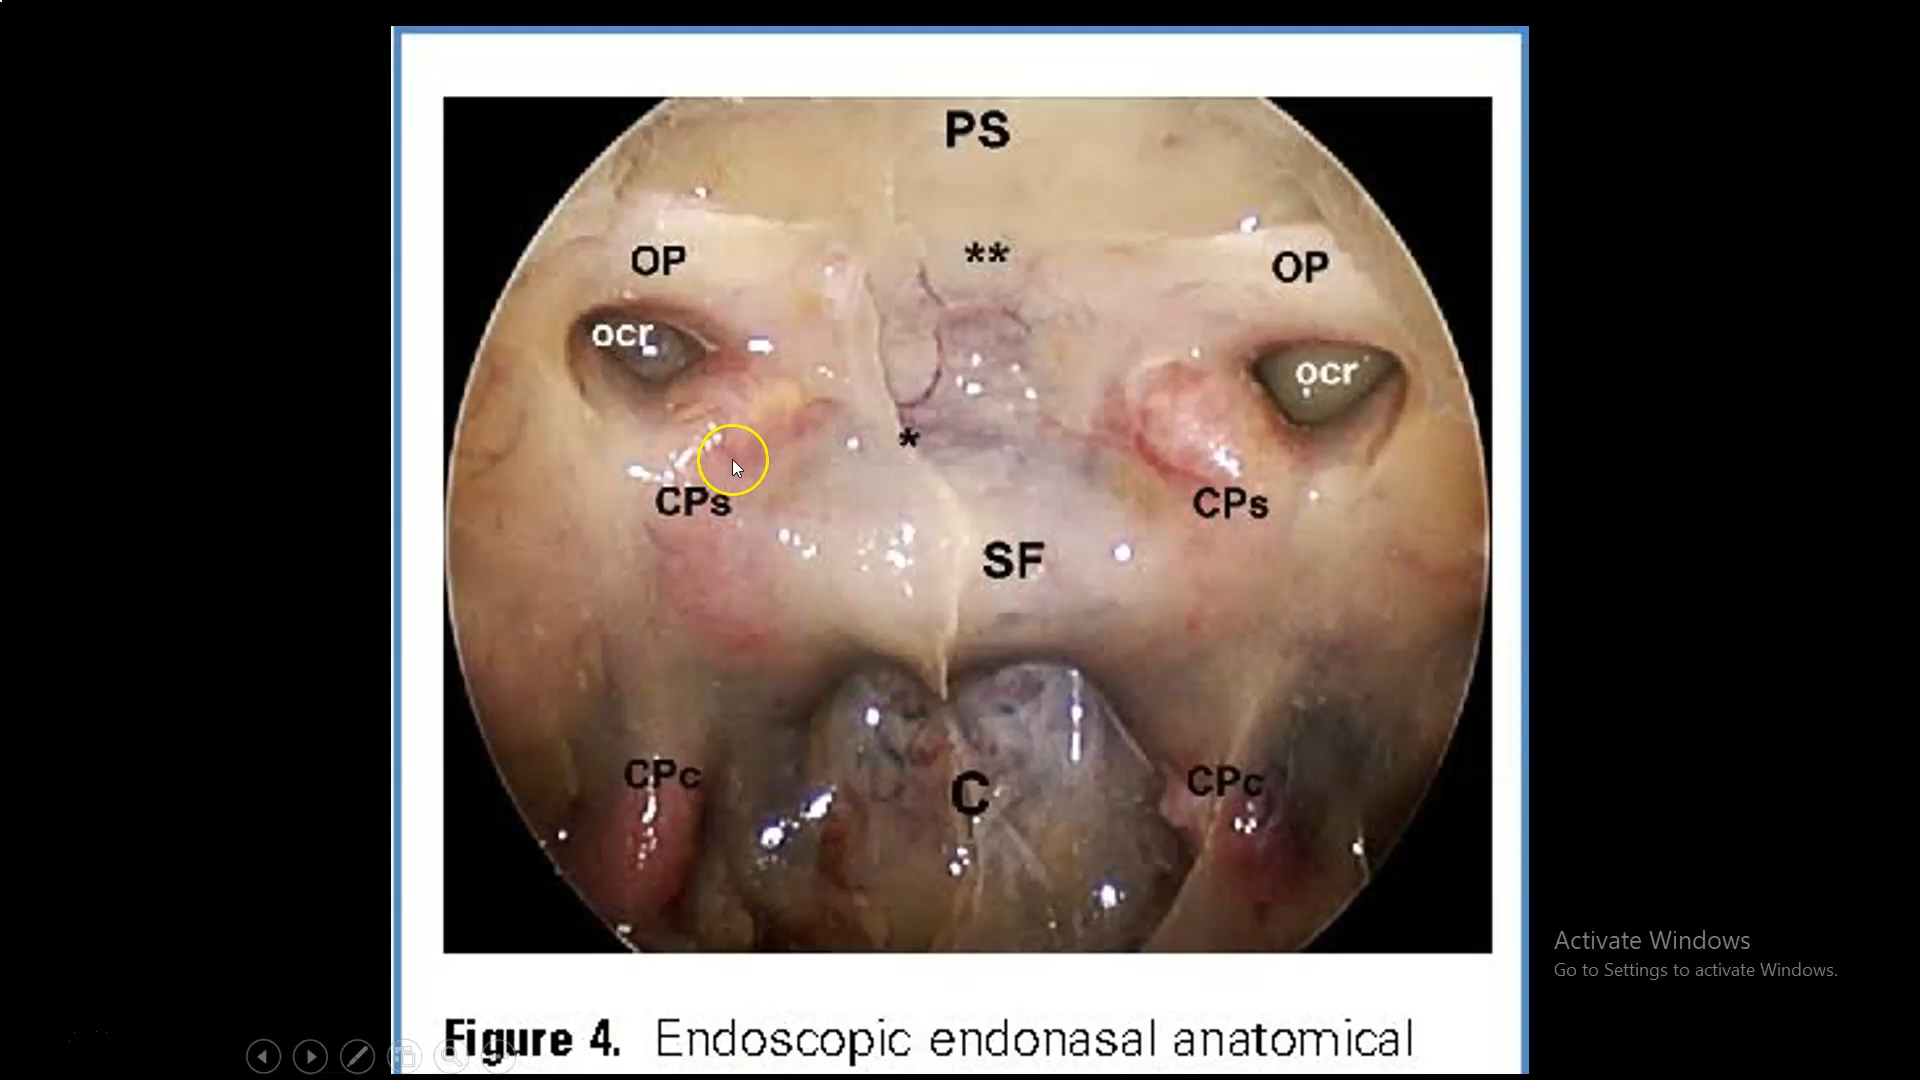 PS
OP
**
OP
ocr
ocr
*
CPs
CPs
SF
CPc
CPc
C
Activate Windows
Go to Settings to activate Windows.
Figure 4. Endoscopic endonasal anatomical